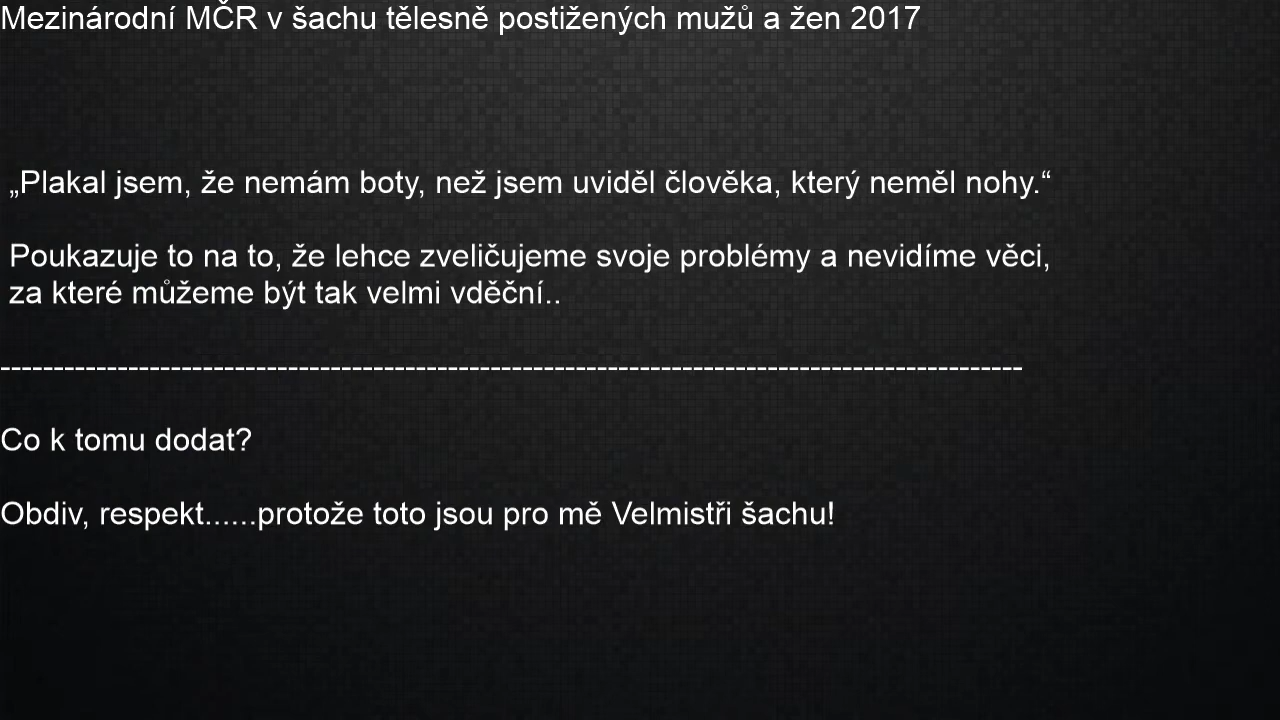 Mezinárodní MČR v šachu tělesně postižených mužů a žen 2017
„Plakal jsem, že nemám boty, než jsem uviděl člověka, který neměl nohy.“
Poukazuje to na to, že lehce zveličujeme svoje problémy a nevidíme věci,
za které můžeme být tak velmi vděční..
------------------------------------------------------------------------------------------------
Co k tomu dodat?
Obdiv, respekt......protože toto jsou pro mě Velmistři šachu!